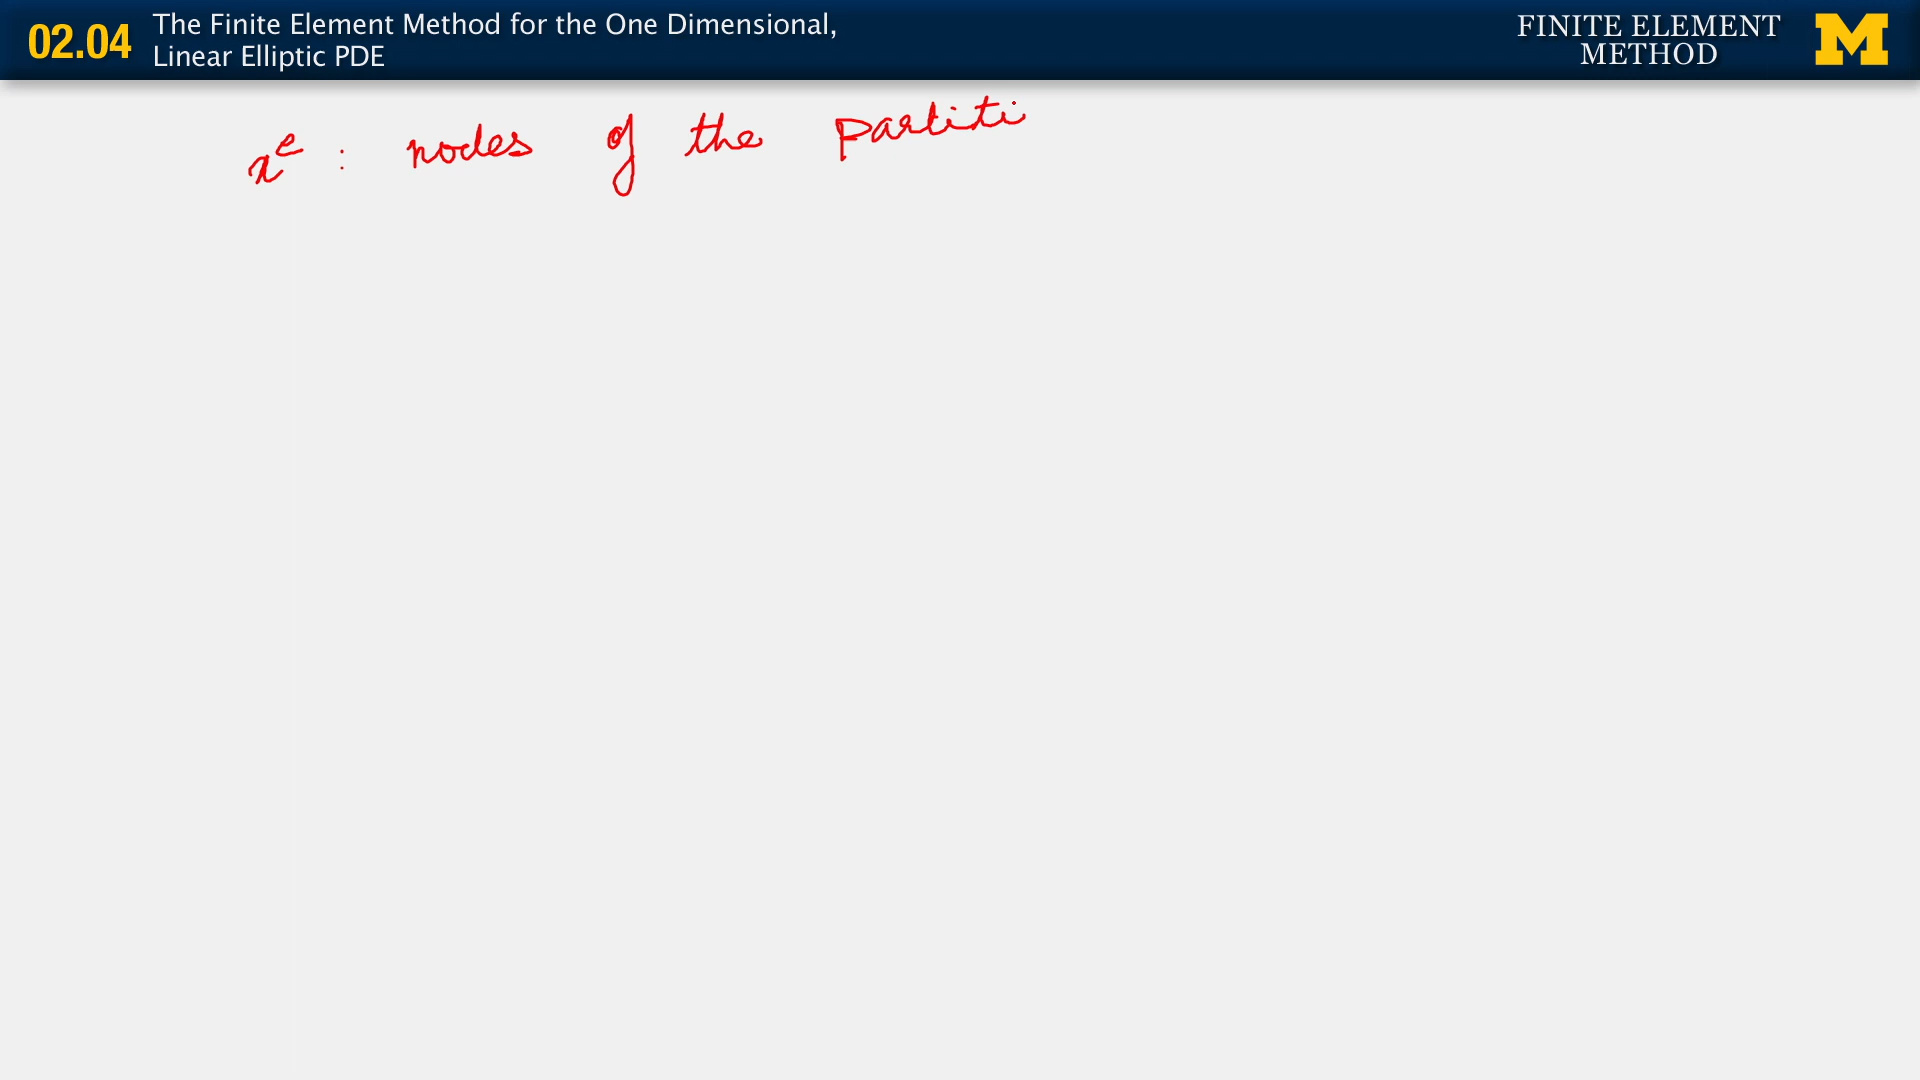 02.04
The Finite Element Method for the One Dimensional,
Linear Elliptic PDE
FINITE ELEMENT
METHOD
M
xᵉ : nodes of the partiti